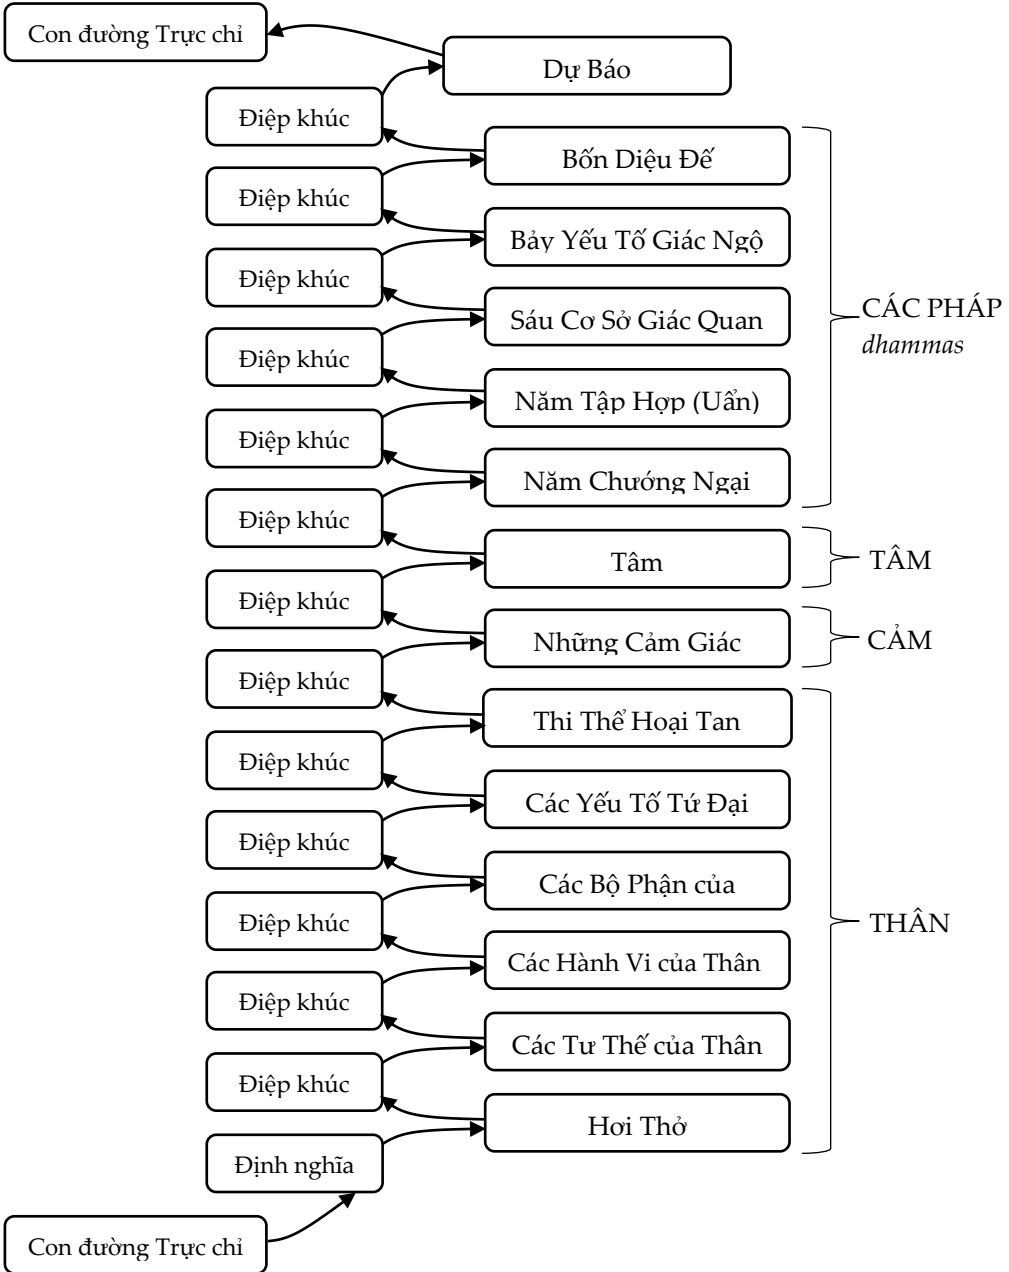 Con đường Trực chỉ
Dự Báo
Điệp khúc
Bốn Diệu Đế
Điệp khúc
Bảy Yếu Tố Giác Ngộ
Điệp khúc
Sáu Cơ Sở Giác Quan
CÁC PHÁP
dhammas
Điệp khúc
Năm Tập Hợp (Uẩn)
Điệp khúc
Năm Chướng Ngại
Điệp khúc
Tâm
TÂM
Điệp khúc
Những Cảm Giác
CẢM
Điệp khúc
Thi Thể Hoại Tan
Điệp khúc
Các Yếu Tố Tứ Đại
Điệp khúc
Các Bộ Phận của
THÂN
Điệp khúc
Các Hành Vi của Thân
Điệp khúc
Các Tư Thế của Thân
Điệp khúc
Hơi Thở
Định nghĩa
Con đường Trực chỉ